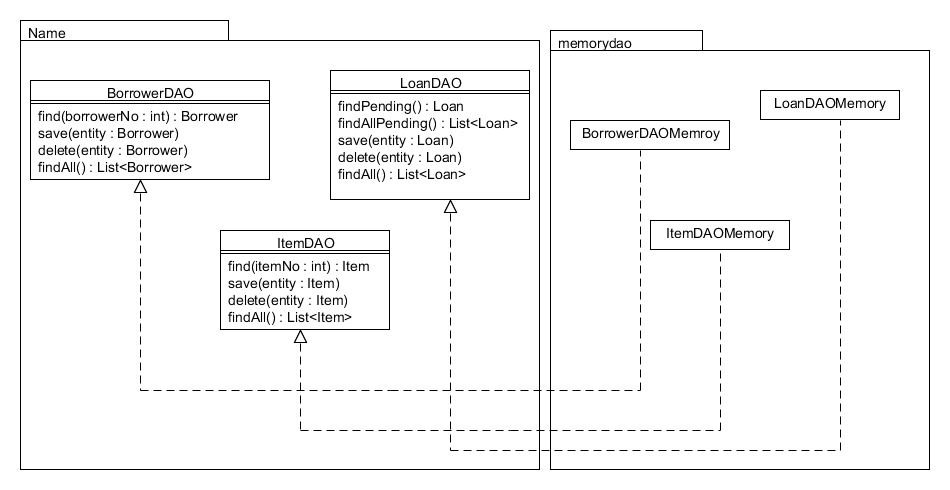 Name
BorrowerDAO
find(borrowerNo : int) : Borrower
save(entity : Borrower)
delete(entity : Borrower)
findAll() : List<Borrower>
LoanDAO
findPending() : Loan
findAllPending() : List<Loan>
save(entity : Loan)
delete(entity : Loan)
findAll() : List<Loan>
ItemDAO
find(itemNo : int) : Item
save(entity : Item)
delete(entity : Item)
findAll() : List<Item>
memorydao
LoanDAOMemory
BorrowerDAOMemroy
ItemDAOMemory